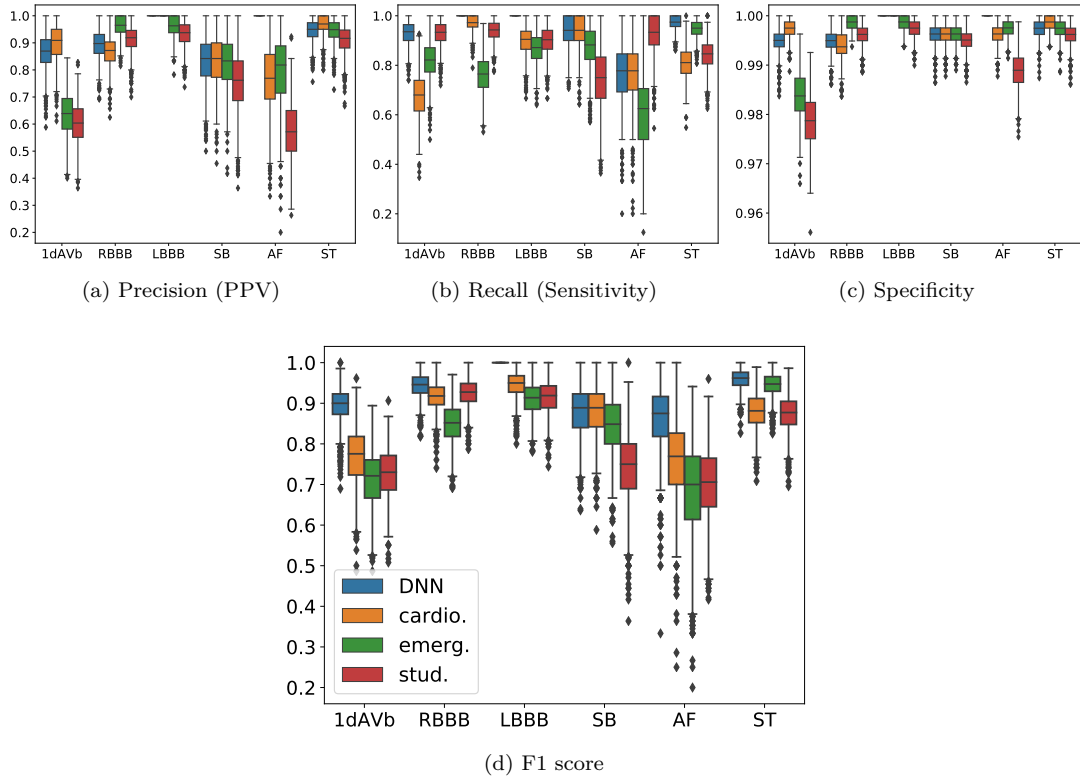 1.0
0.9
0.8
0.7
0.6
0.5
0.4
0.3
0.2
1dAVb RBBB LBBB SB AF ST
(a) Precision (PPV)
1.0
0.8
0.6
0.4
0.2
1dAVb RBBB LBBB SB AF ST
(b) Recall (Sensitivity)
1.00
0.99
0.98
0.97
0.96
1dAVb RBBB LBBB SB AF ST
(c) Specificity
1.0
0.9
0.8
0.7
0.6
0.5
0.4
0.3
0.2
DNN
cardio.
emerg.
stud.
1dAVb RBBB LBBB SB AF ST
(d) F1 score